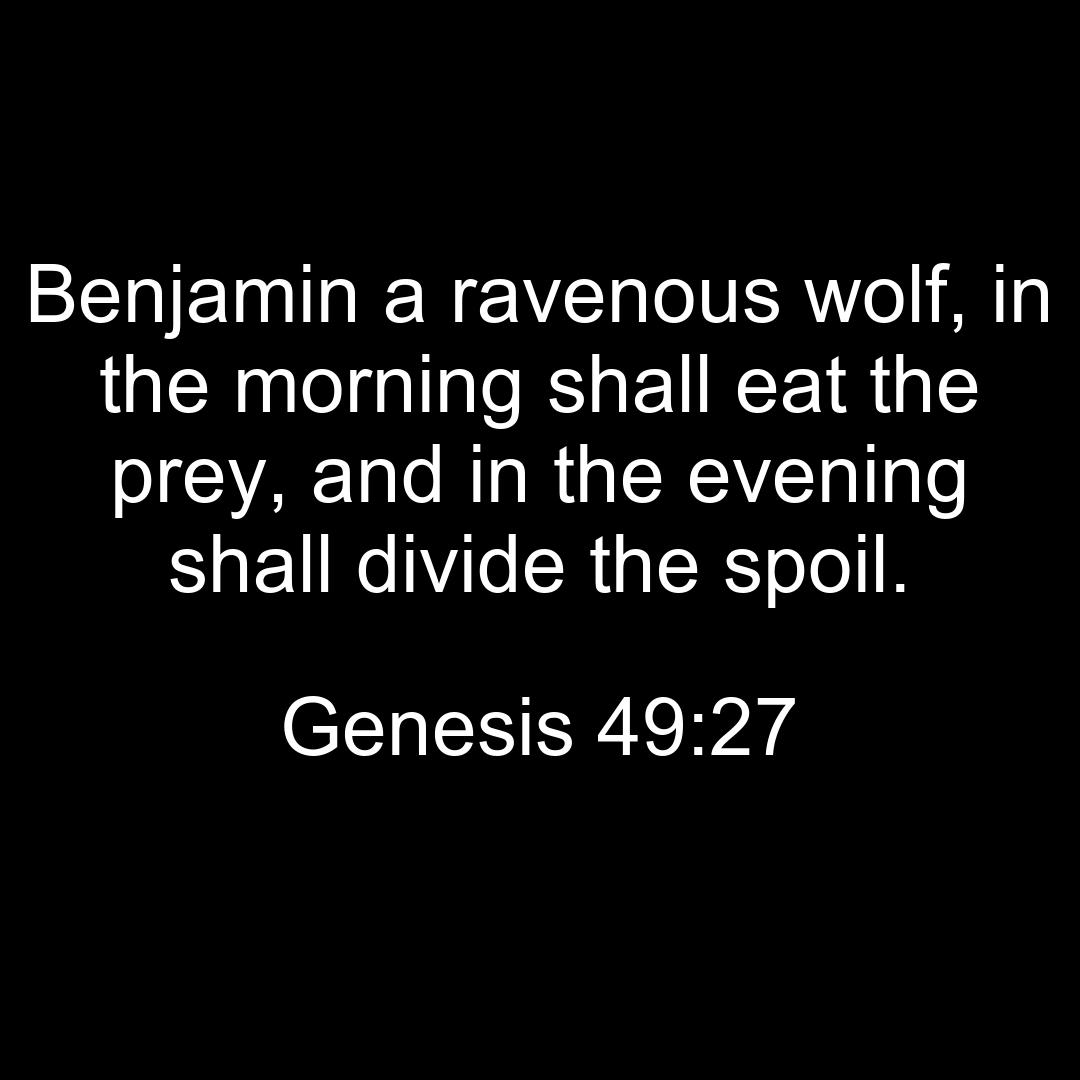 Benjamin a ravenous wolf, in
the morning shall eat the
prey, and in the evening
shall divide the spoil.
Genesis 49:27